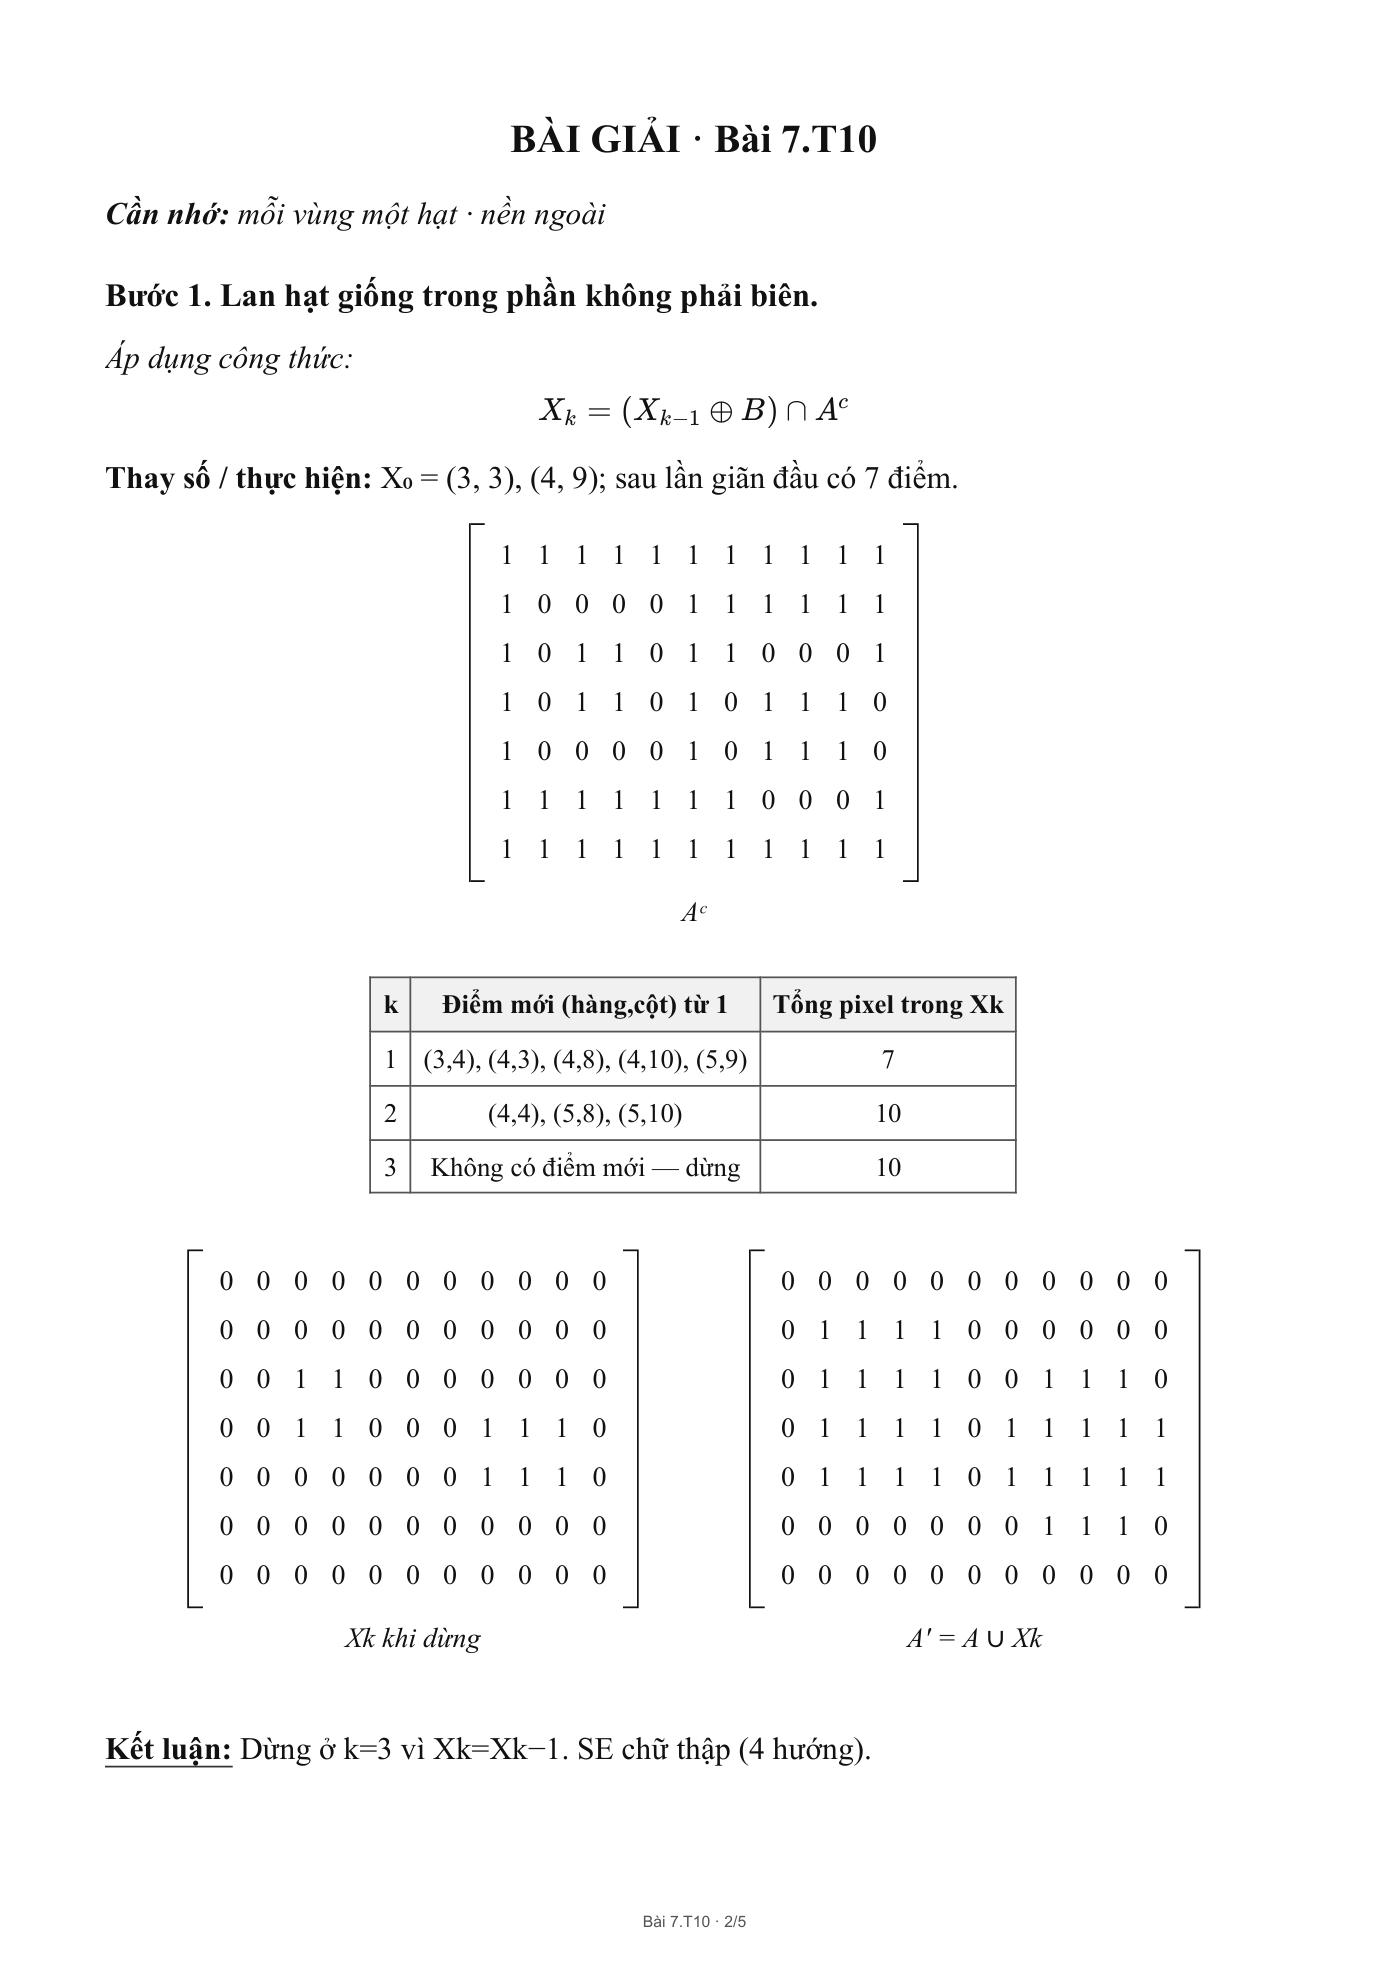 BÀI GIẢI · Bài 7.T10
Cần nhớ: mỗi vùng một hạt · nền ngoài
Bước 1. Lan hạt giống trong phần không phải biên.
Áp dụng công thức:
X_k = (X_{k−1} ⊕ B) ∩ A^c
Thay số / thực hiện: X₀ = (3, 3), (4, 9); sau lần giãn đầu có 7 điểm.
1 1 1 1 1 1 1 1 1 1 1
1 0 0 0 0 1 1 1 1 1 1
1 0 1 1 0 1 1 0 0 0 1
1 0 1 1 0 1 0 1 1 1 0
1 0 0 0 0 1 0 1 1 1 0
1 1 1 1 1 1 1 0 0 0 1
1 1 1 1 1 1 1 1 1 1 1
Aᶜ
k Điểm mới (hàng,cột) từ 1 Tổng pixel trong Xk
1 (3,4), (4,3), (4,8), (4,10), (5,9) 7
2 (4,4), (5,8), (5,10) 10
3 Không có điểm mới — dừng 10
0 0 0 0 0 0 0 0 0 0 0
0 0 0 0 0 0 0 0 0 0 0
0 0 1 1 0 0 0 0 0 0 0
0 0 1 1 0 0 0 1 1 1 0
0 0 0 0 0 0 0 1 1 1 0
0 0 0 0 0 0 0 0 0 0 0
0 0 0 0 0 0 0 0 0 0 0
Xk khi dừng
0 0 0 0 0 0 0 0 0 0 0
0 1 1 1 1 0 0 0 0 0 0
0 1 1 1 1 0 0 1 1 1 0
0 1 1 1 1 0 1 1 1 1 1
0 1 1 1 1 0 1 1 1 1 1
0 0 0 0 0 0 0 1 1 1 0
0 0 0 0 0 0 0 0 0 0 0
A′ = A ∪ Xk
Kết luận: Dừng ở k=3 vì Xk=Xk−1. SE chữ thập (4 hướng).
Bài 7.T10 · 2/5